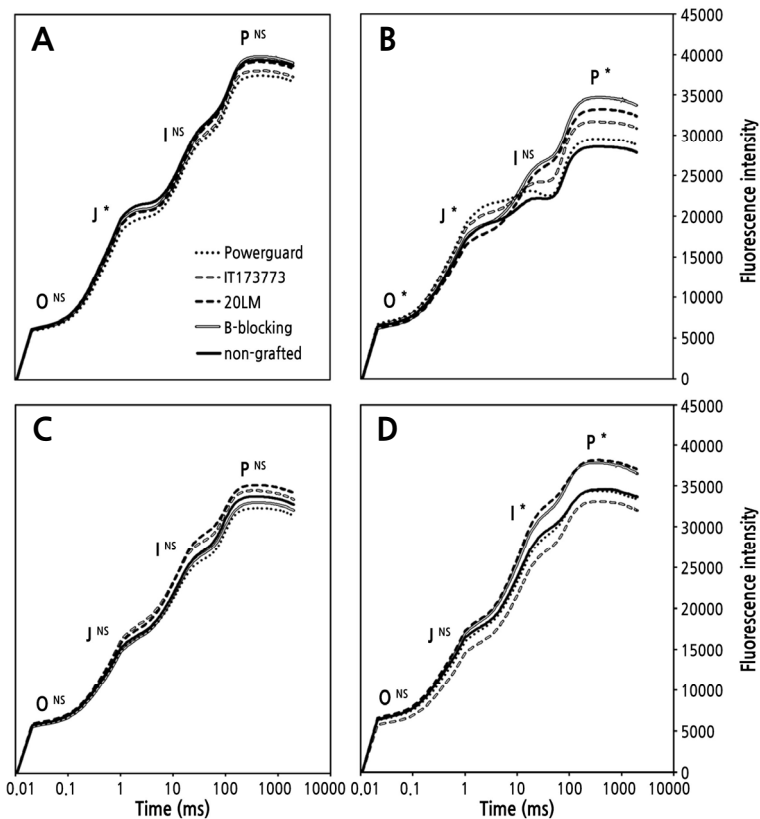 A
P NS
I NS
J *
O NS
Powerguard
IT173773
20LM
B-blocking
non-grafted
B
P *
I NS
J *
O *
45000
40000
35000
30000
25000
20000
15000
10000
5000
0
Fluorescence intensity
C
P NS
I NS
J NS
O NS
0.01 0.1 1 10 100 1000 10000
Time (ms)
D
P *
I *
J NS
O NS
45000
40000
35000
30000
25000
20000
15000
10000
5000
0
Fluorescence intensity
0.01 0.1 1 10 100 1000 10000
Time (ms)